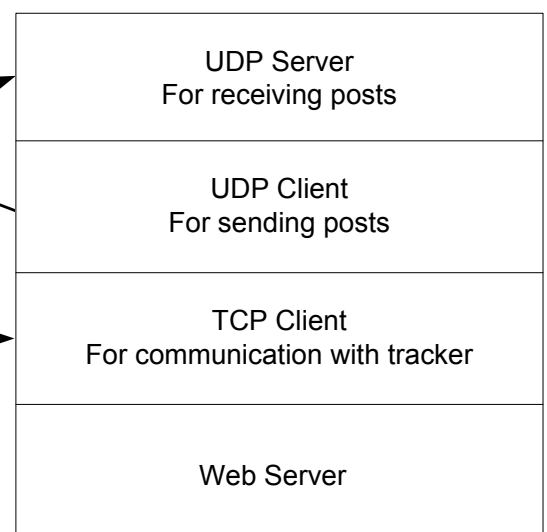 UDP Server
For receiving posts
UDP Client
For sending posts
TCP Client
For communication with tracker
Web Server